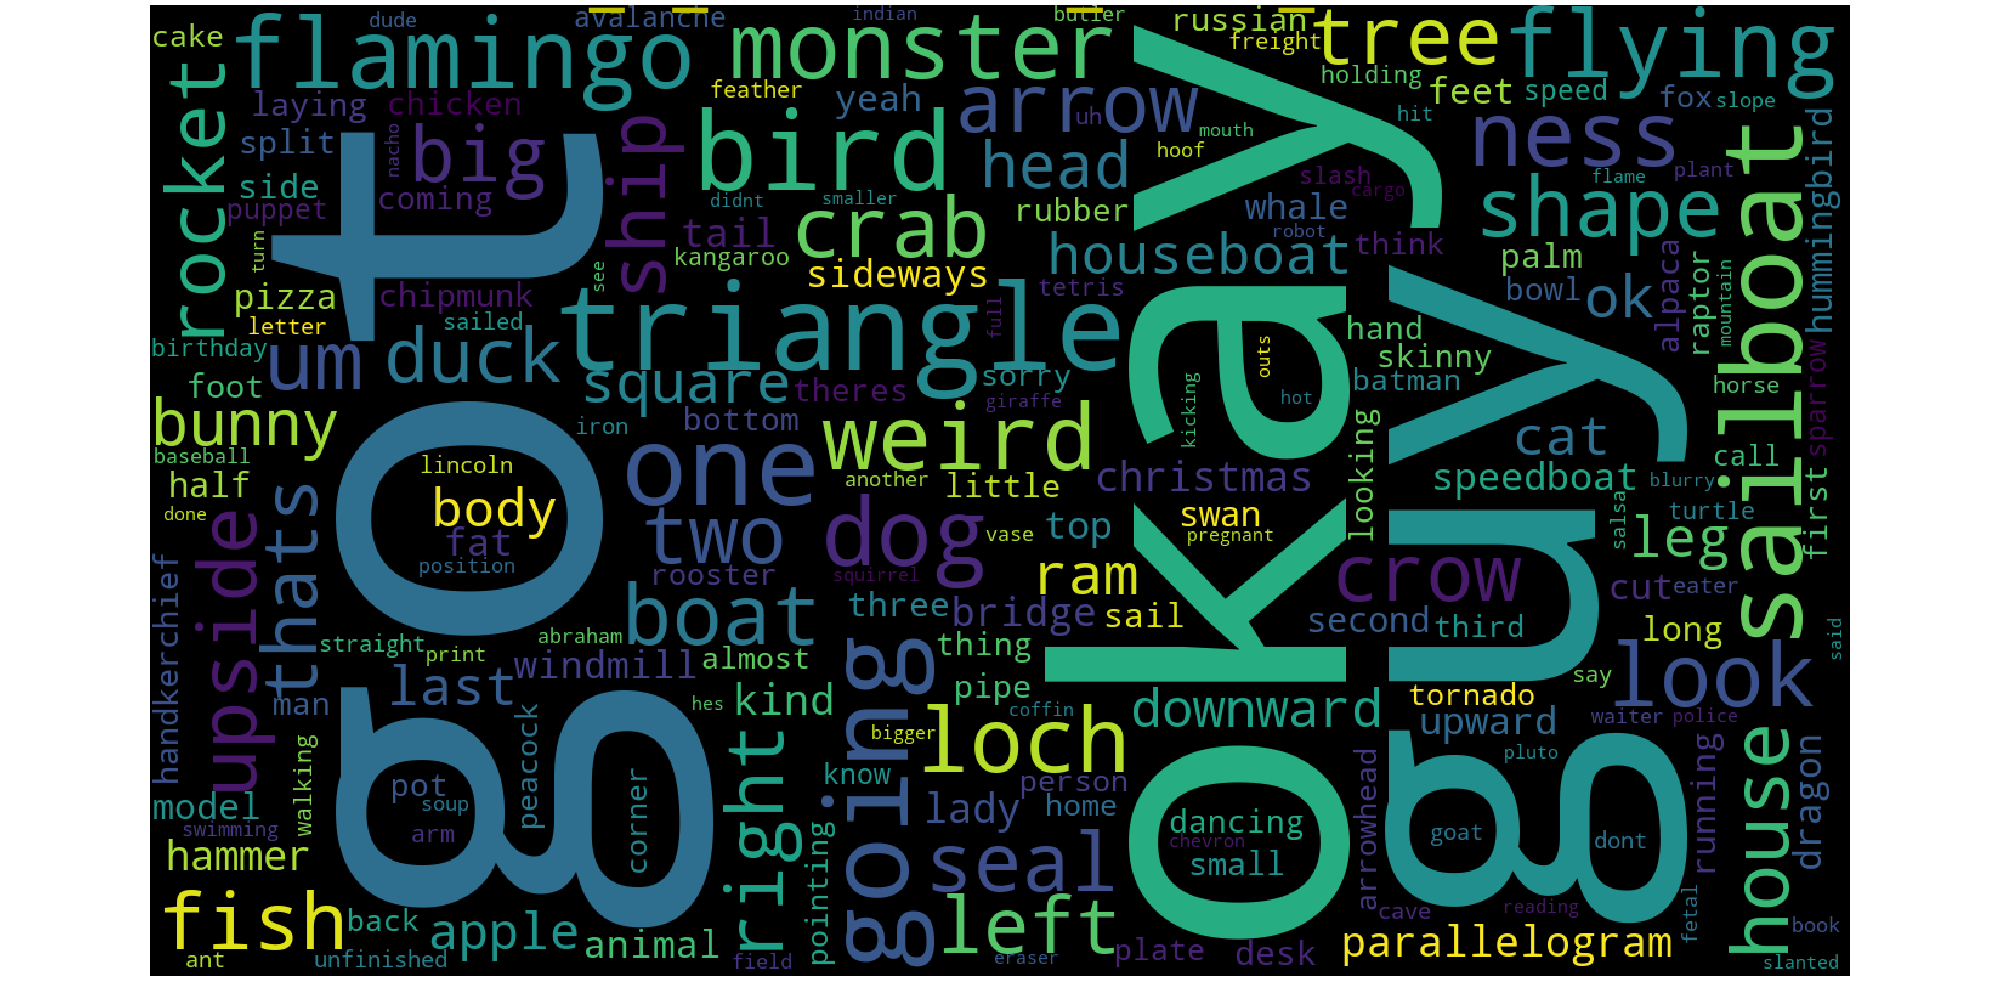 dude
avalanche
indian
butler
russian
cake
flamingo
monster
freight
tree
flying
rocket
laying
chicken
feather
yeah
arrow
uh
holding
feet
speed
fox
slope
split
nacho
big
ship
bird
mouth
hit
ness
hummingbird
side
coming
head
hoof
slash
cargo
flame
plant
puppet
didnt
smaller
crab
rubber
whale
shape
sailboat
turn
got
tail
kangaroo
see
houseboat
robot
think
palm
alpaca
pizza
chipmunk
sideways
tetris
bowl
ok
raptor
mountain
letter
sailed
triangle
full
okay
hand
guy
birthday
um
duck
outs
skinny
foot
square
theres
sorry
batman
horse
sparrow
bunny
iron
bottom
giraffe
kicking
hot
cat
baseball
lincoln
one
weird
christmas
looking
call
half
another
little
speedboat
blurry
done
body
two
dog
vase
top
swan
salsa
turtle
first
upside
thats
fat
pregnant
leg
position
rooster
squirrel
ram
crow
cut
eater
handkerchief
three
bridge
sail
second
third
long
said
straight
abraham
boat
thing
print
windmill
almost
last
going
pipe
look
man
hes
kind
coffin
downward
tornado
say
walking
peacock
right
bigger
loch
upward
waiter
police
house
pluto
model
pot
soup
corner
know
person
running
dragon
swimming
arm
lady
home
dancing
arrowhead
goat
dont
hammer
pointing
seal
chevron
small
fish
back
apple
animal
left
cave
reading
fetal
book
ant
unfinished
field
eraser
plate
desk
parallelogram
slanted